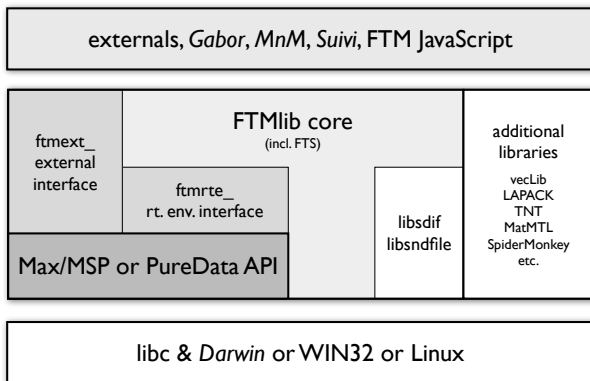 externals, Gabor, MnM, Suivi, FTM JavaScript
ftmext_
external
interface
FTMlib core
(incl. FTS)
ftmrte_
rt. env. interface
Max/MSP or PureData API
libsdif
libsndfile
additional
libraries
vecLib
LAPACK
TNT
MatMTL
SpiderMonkey
etc.
libc & Darwin or WIN32 or Linux